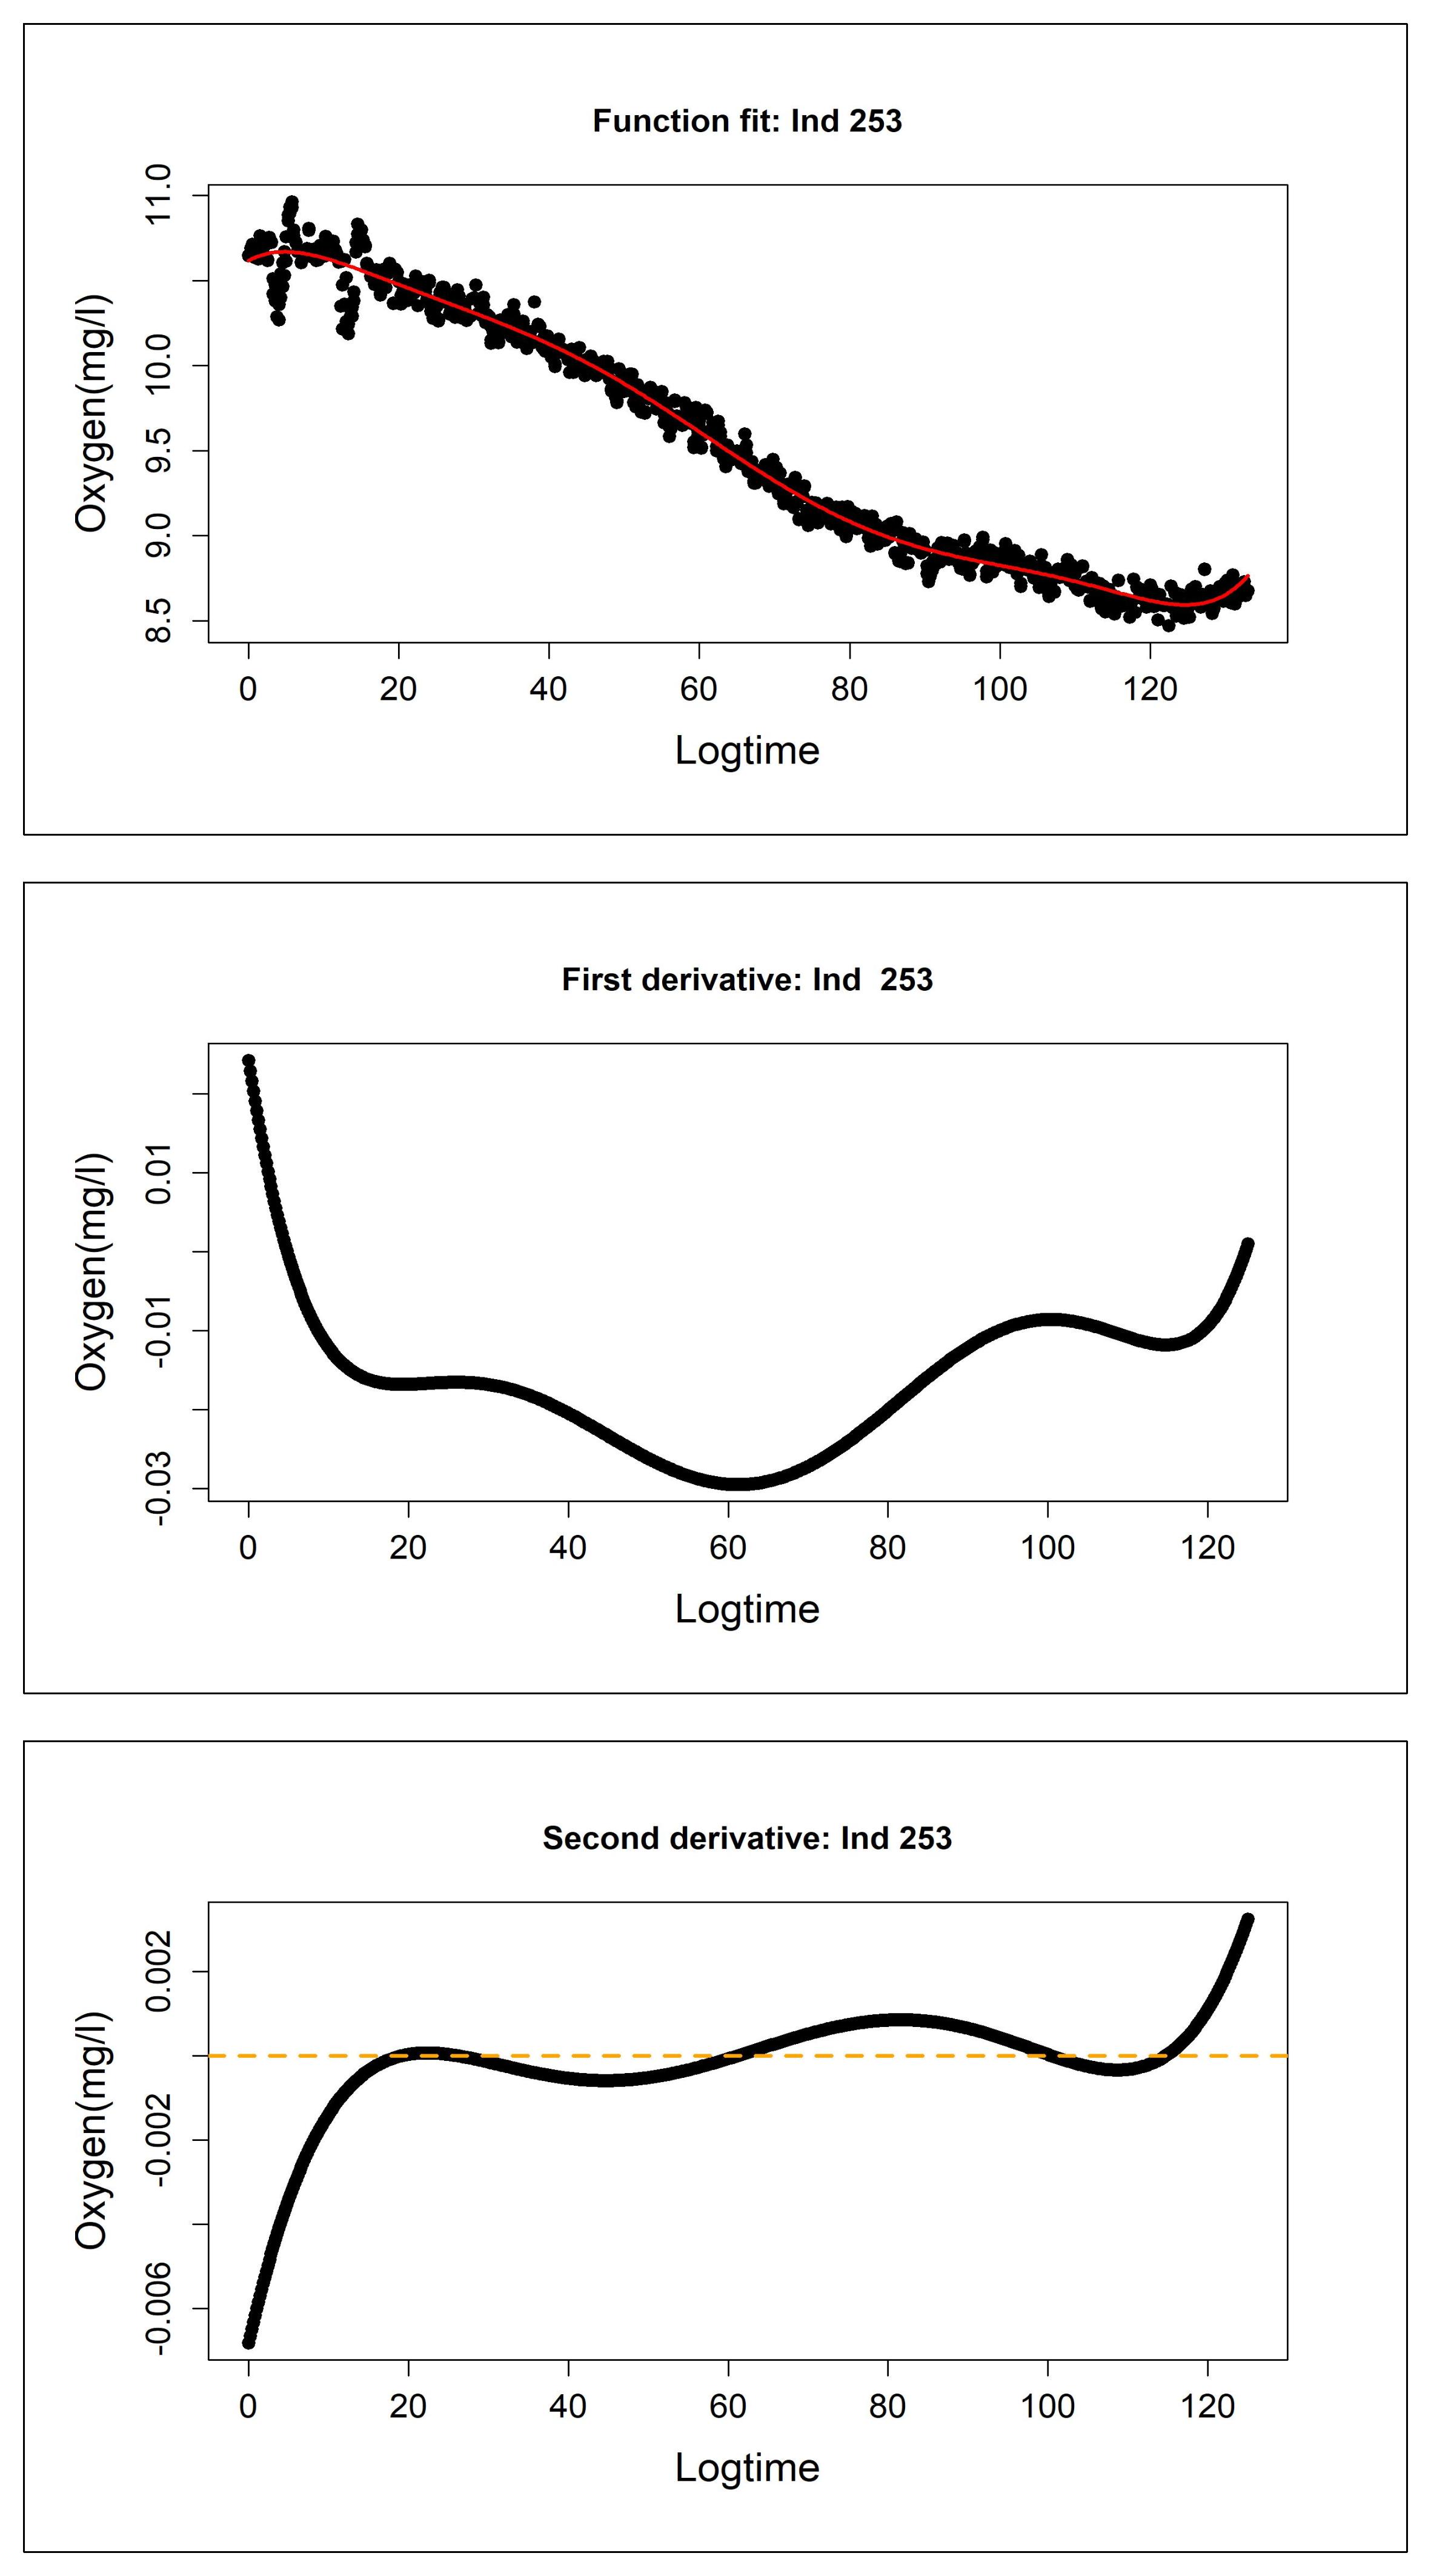 Function fit: Ind 253
Oxygen(mg/l)
11.0
10.0
9.5
9.0
8.5
0 20 40 60 80 100 120
Logtime
First derivative: Ind  253
Oxygen(mg/l)
0.01
-0.01
-0.03
0 20 40 60 80 100 120
Logtime
Second derivative: Ind 253
Oxygen(mg/l)
0.002
-0.002
-0.006
0 20 40 60 80 100 120
Logtime